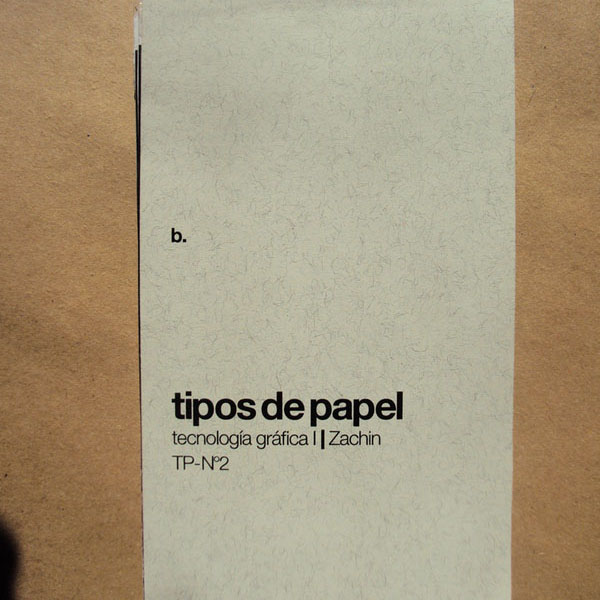 b.
tipos de papel
tecnología gráfica I | Zachin
TP-Nº2